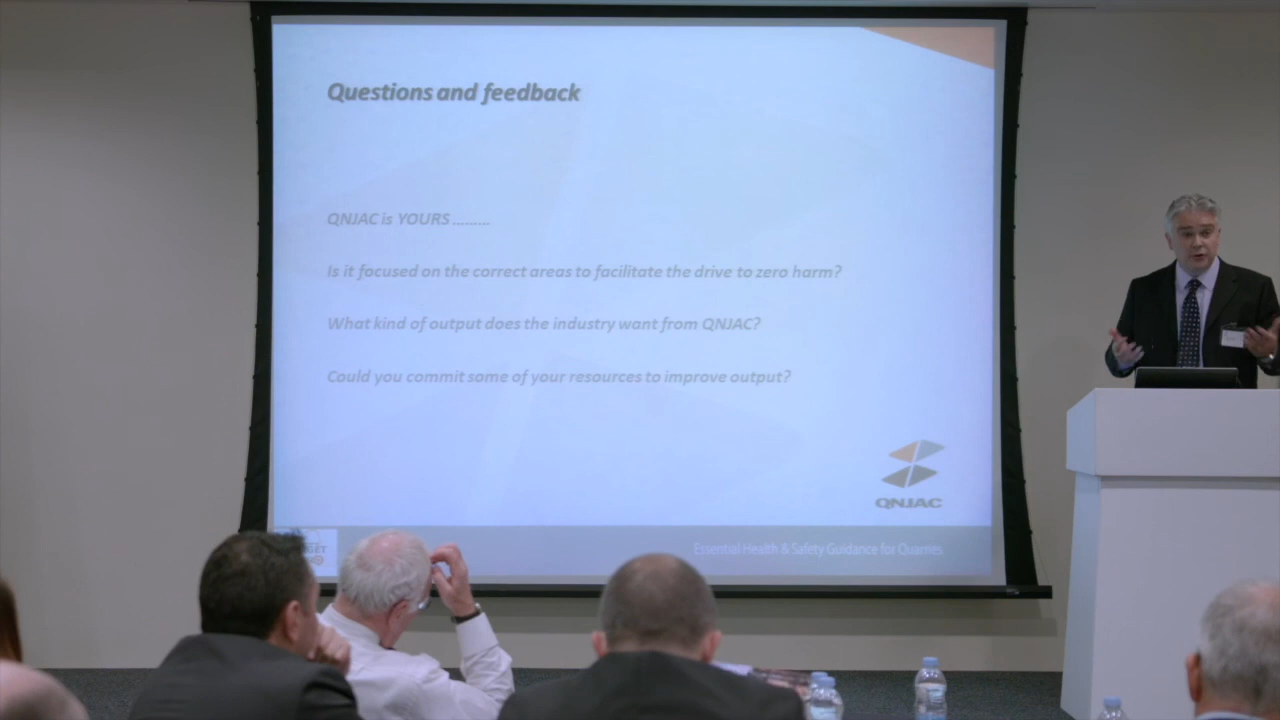 Questions and feedback
QNJAC is YOURS .........
Is it focused on the correct areas to facilitate the drive to zero harm?
What kind of output does the industry want from QNJAC?
Could you commit some of your resources to improve output?
QNJAC
Essential Health & Safety Guidance for Quarries